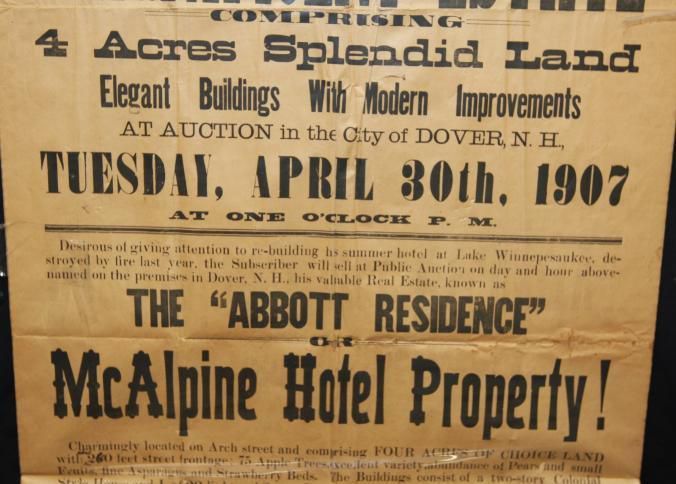 COMPRISING
4 Acres Splendid Land
Elegant Buildings With Modern Improvements
AT AUCTION in the City of DOVER, N. H.,
TUESDAY, APRIL 30th, 1907
AT ONE O'CLOCK P. M.
Desirous of giving attention to re-building hs summer hotel at Lake Winnepesaukee, de-
stroyed by fire last year, the Subscriber will sell at Public Auction on day and hour above-
named on the premises in Dover, N. H., his valuable Real Estate, known as
THE "ABBOTT RESIDENCE"
OR
McAlpine Hotel Property!
Charmingly located on Arch street and comprising FOUR ACRES OF CHOICE LAND
with 260 feet street frontage; 75 Apple Trees, excellent variety, abundance of Pears and small
Fruits, fine Asparagus and Strawberry Beds. The Buildings consist of a two-story Colonial